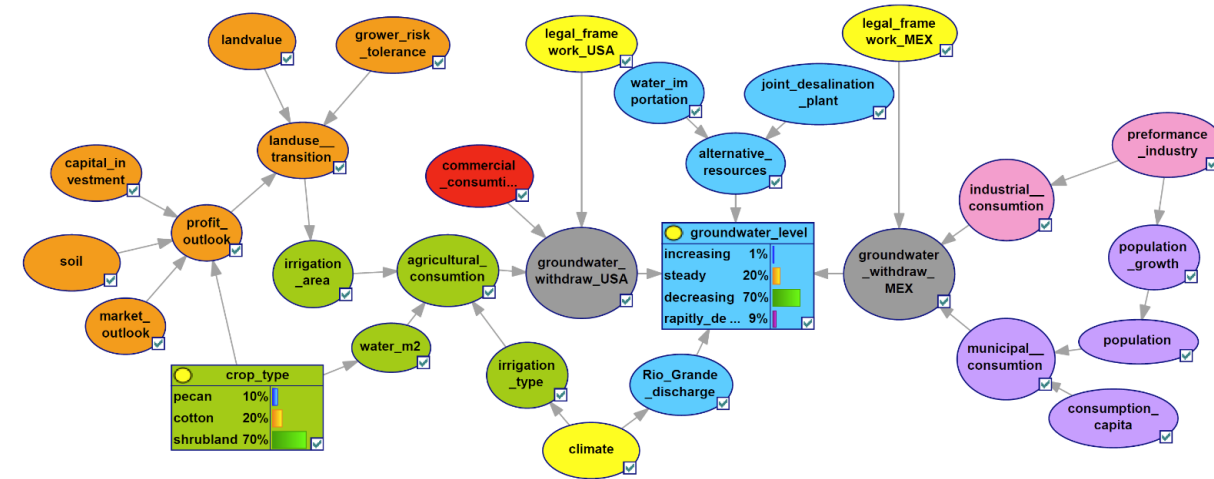 landvalue
grower_risk
_tolerance
legal_frame
work_USA
legal_frame
work_MEX
water_im
portation
joint_desalination
_plant
landuse__
transition
capital_in
vestment
commercial
_consumti...
alternative_
resources
preformance
_industry
industrial__
consumtion
profit_
outlook
soil
market_
outlook
irrigation
_area
agricultural_
consumtion
groundwater_
withdraw_USA
groundwater_level
increasing 1%
steady 20%
decreasing 70%
rapitly_de ... 9%
groundwater
_withdraw_
MEX
population
_growth
water_m2
crop_type
pecan 10%
cotton 20%
shrubland 70%
irrigation
_type
Rio_Grande
_discharge
climate
municipal__
consumtion
population
consumption_
capita